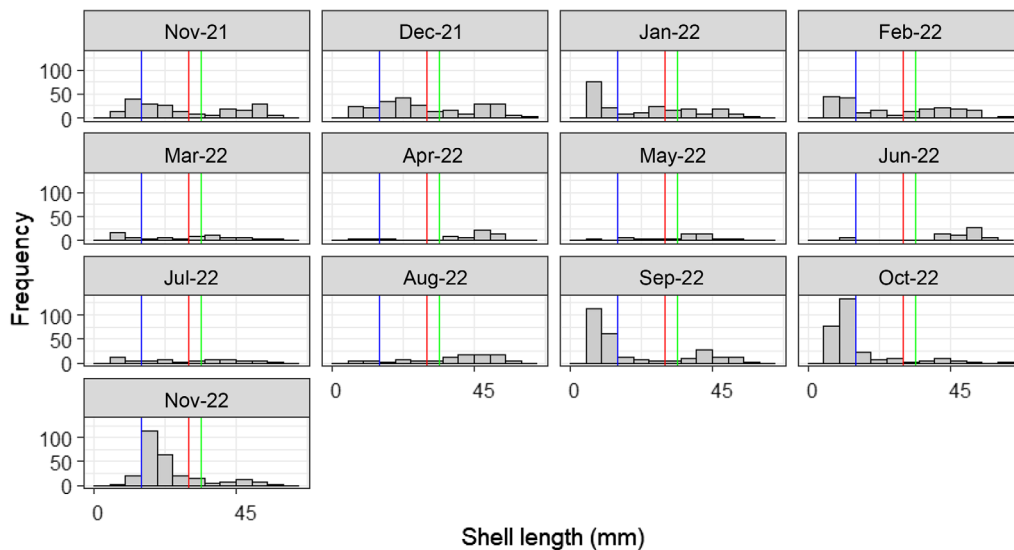 Nov-21 Dec-21 Jan-22 Feb-22
100
50
0
Mar-22 Apr-22 May-22 Jun-22
100
50
0
Jul-22 Aug-22 Sep-22 Oct-22
100
50
0
0 45 0 45 0 45
Nov-22
100
50
0
0 45
Frequency
Shell length (mm)